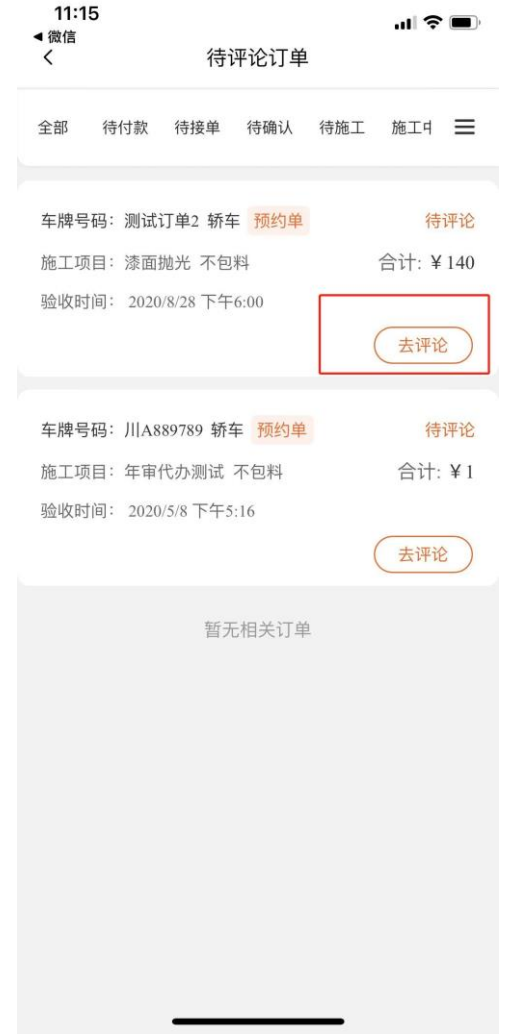 11:15
◀ 微信
待评论订单
全部 待付款 待接单 待确认 待施工 施工中
车牌号码：测试订单2 轿车 预约单 待评论
施工项目：漆面抛光 不包料 合计:￥140
验收时间： 2020/8/28 下午6:00
去评论
车牌号码：川A889789 轿车 预约单 待评论
施工项目：年审代办测试 不包料 合计:￥1
验收时间： 2020/5/8 下午5:16
去评论
暂无相关订单